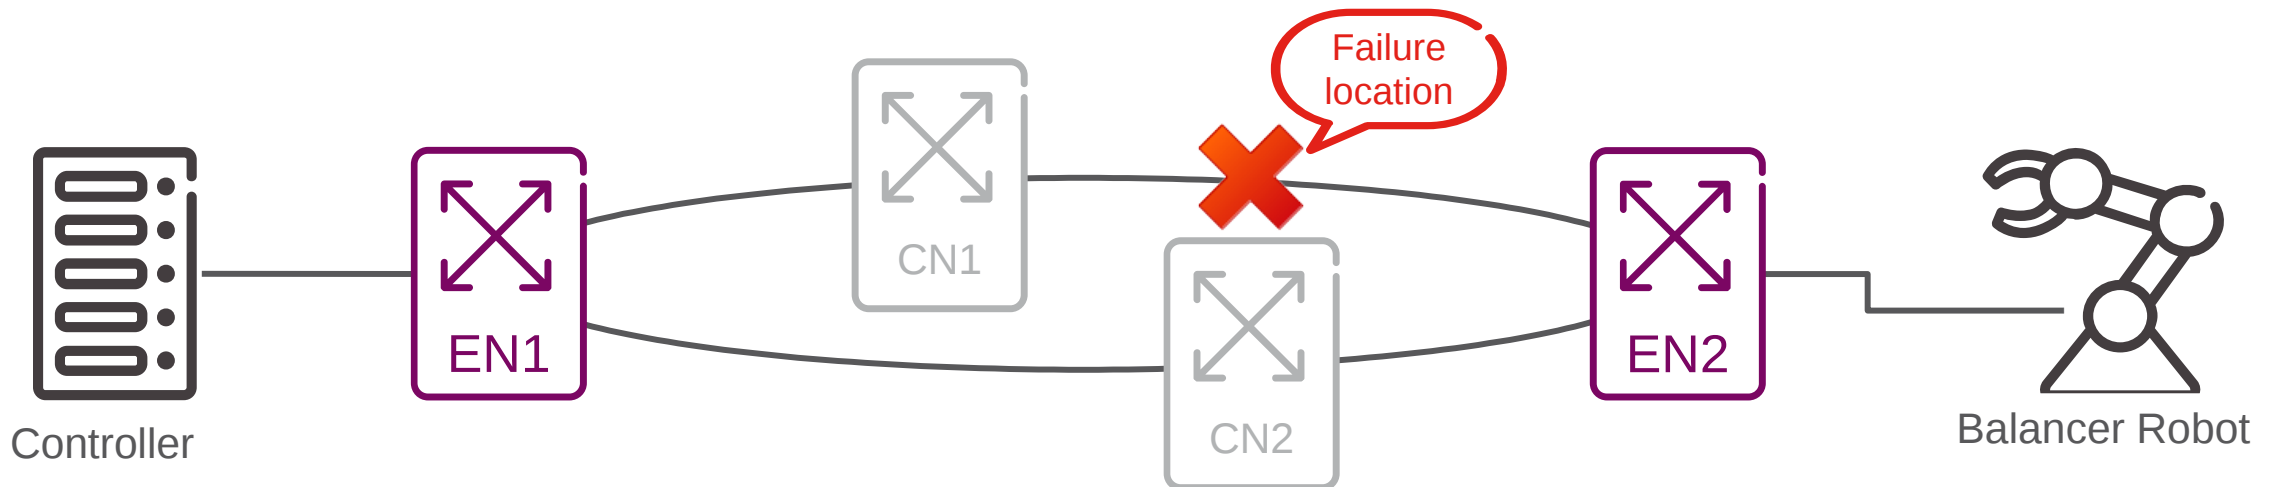 Failure
location
CN1
EN1
EN2
CN2
Controller
Balancer Robot